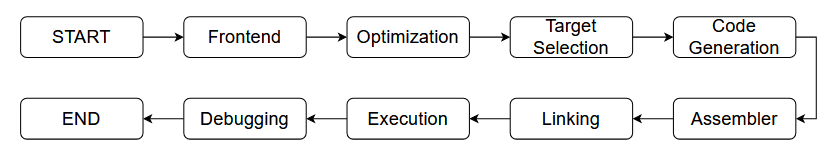 START
Frontend
Optimization
Target
Selection
Code
Generation
Assembler
Linking
Execution
Debugging
END